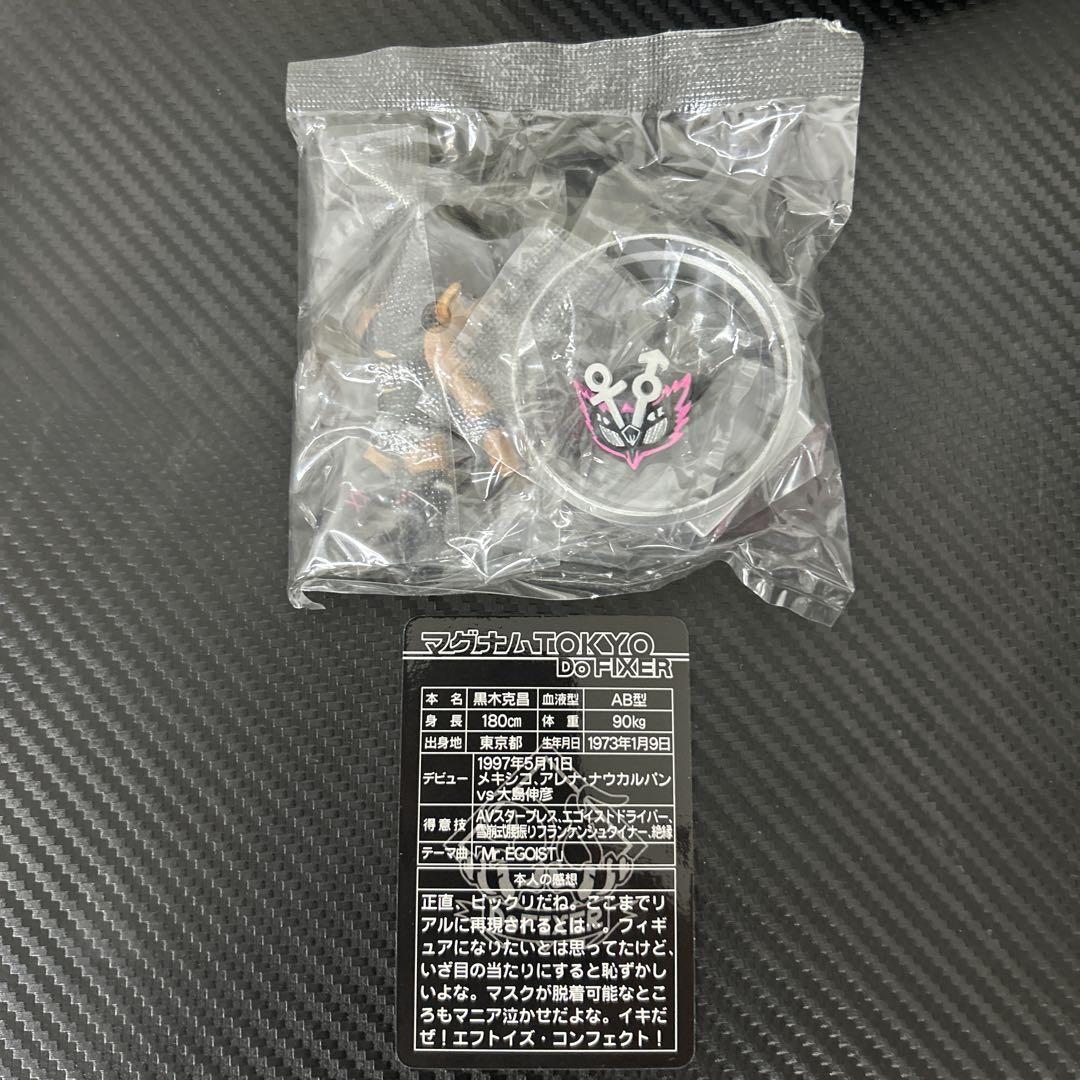 マグナムTOKYO
Do FIXER
本名 黒木克昌 血液型 AB型
身長 180cm 体重 90kg
出身地 東京都 生年月日 1973年1月9日
デビュー 1997年5月11日
メキシコ、アレナ・ナウカルパン
vs 大島伸彦
得意技 AVスタープレス、エゴイストドライバー、
雪崩式腰振りフランケンシュタイナー、絶縁
テーマ曲 「Mr.EGOIST」
本人の感想
正直、ビックリだね。ここまでリ
アルに再現されるとは…。フィギ
ュアになりたいとは思ってたけど、
いざ目の当たりにすると恥ずかし
いよな。マスクが脱着可能なとこ
ろもマニア泣かせだよな。イキだ
ぜ！エフトイズ・コンフェクト！